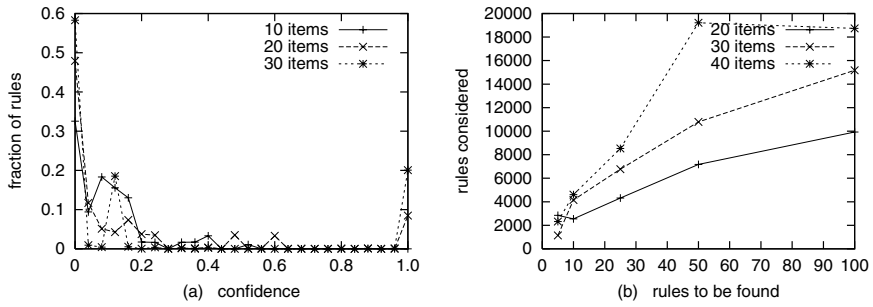 0.6
0.5
0.4
0.3
0.2
0.1
0
fraction of rules
10 items
20 items
30 items
0 0.2 0.4 0.6 0.8 1.0
(a) confidence
20000
18000
16000
14000
12000
10000
8000
6000
4000
2000
0
rules considered
20 items
30 items
40 items
0 10 20 30 40 50 60 70 80 90 100
(b) rules to be found